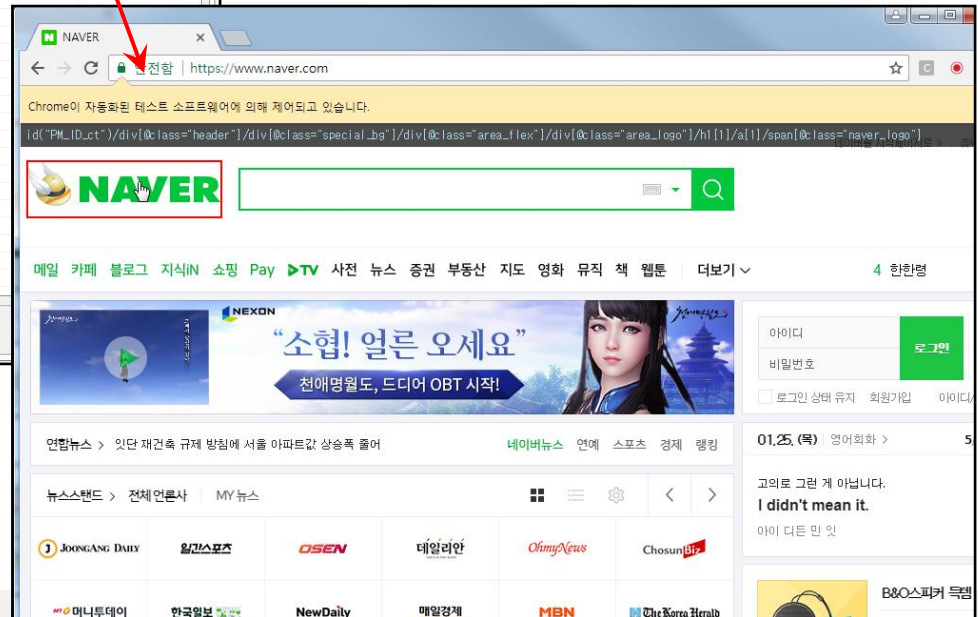 NAVER
안전함 | https://www.naver.com
C
Chrome이 자동화된 테스트 소프트웨어에 의해 제어되고 있습니다.
id("PM_ID_ct")/div[@class="header"]/div[@class="special_bg"]/div[@class="area_flex"]/div[@class="area_logo"]/h1[1]/a[1]/span[@class="naver_logo"]
NAVER
메일 카페 블로그 지식iN 쇼핑 Pay TV 사전 뉴스 증권 부동산 지도 영화 뮤직 책 웹툰 더보기
4 한한령
NEXON
“소협! 얼른 오세요”
천애명월도, 드디어 OBT 시작!
천애명월도
아이디
비밀번호
로그인
로그인 상태 유지 회원가입 아이디/
연합뉴스 > 잇단 재건축 규제 방침에 서울 아파트값 상승폭 줄어
네이버뉴스 연예 스포츠 경제 랭킹
01.25. (목) 영어회화 >
고의로 그런 게 아닙니다.
I didn't mean it.
아이 디든 민 잇
뉴스스탠드 > 전체언론사 MY뉴스
JOONGANG DAILY 일간스포츠 OSEN 데일리안 OhmyNews ChosunBiz
머니투데이 한국일보 NewDaily 매일경제 MBN The Korea Herald
B&O스피커 득템